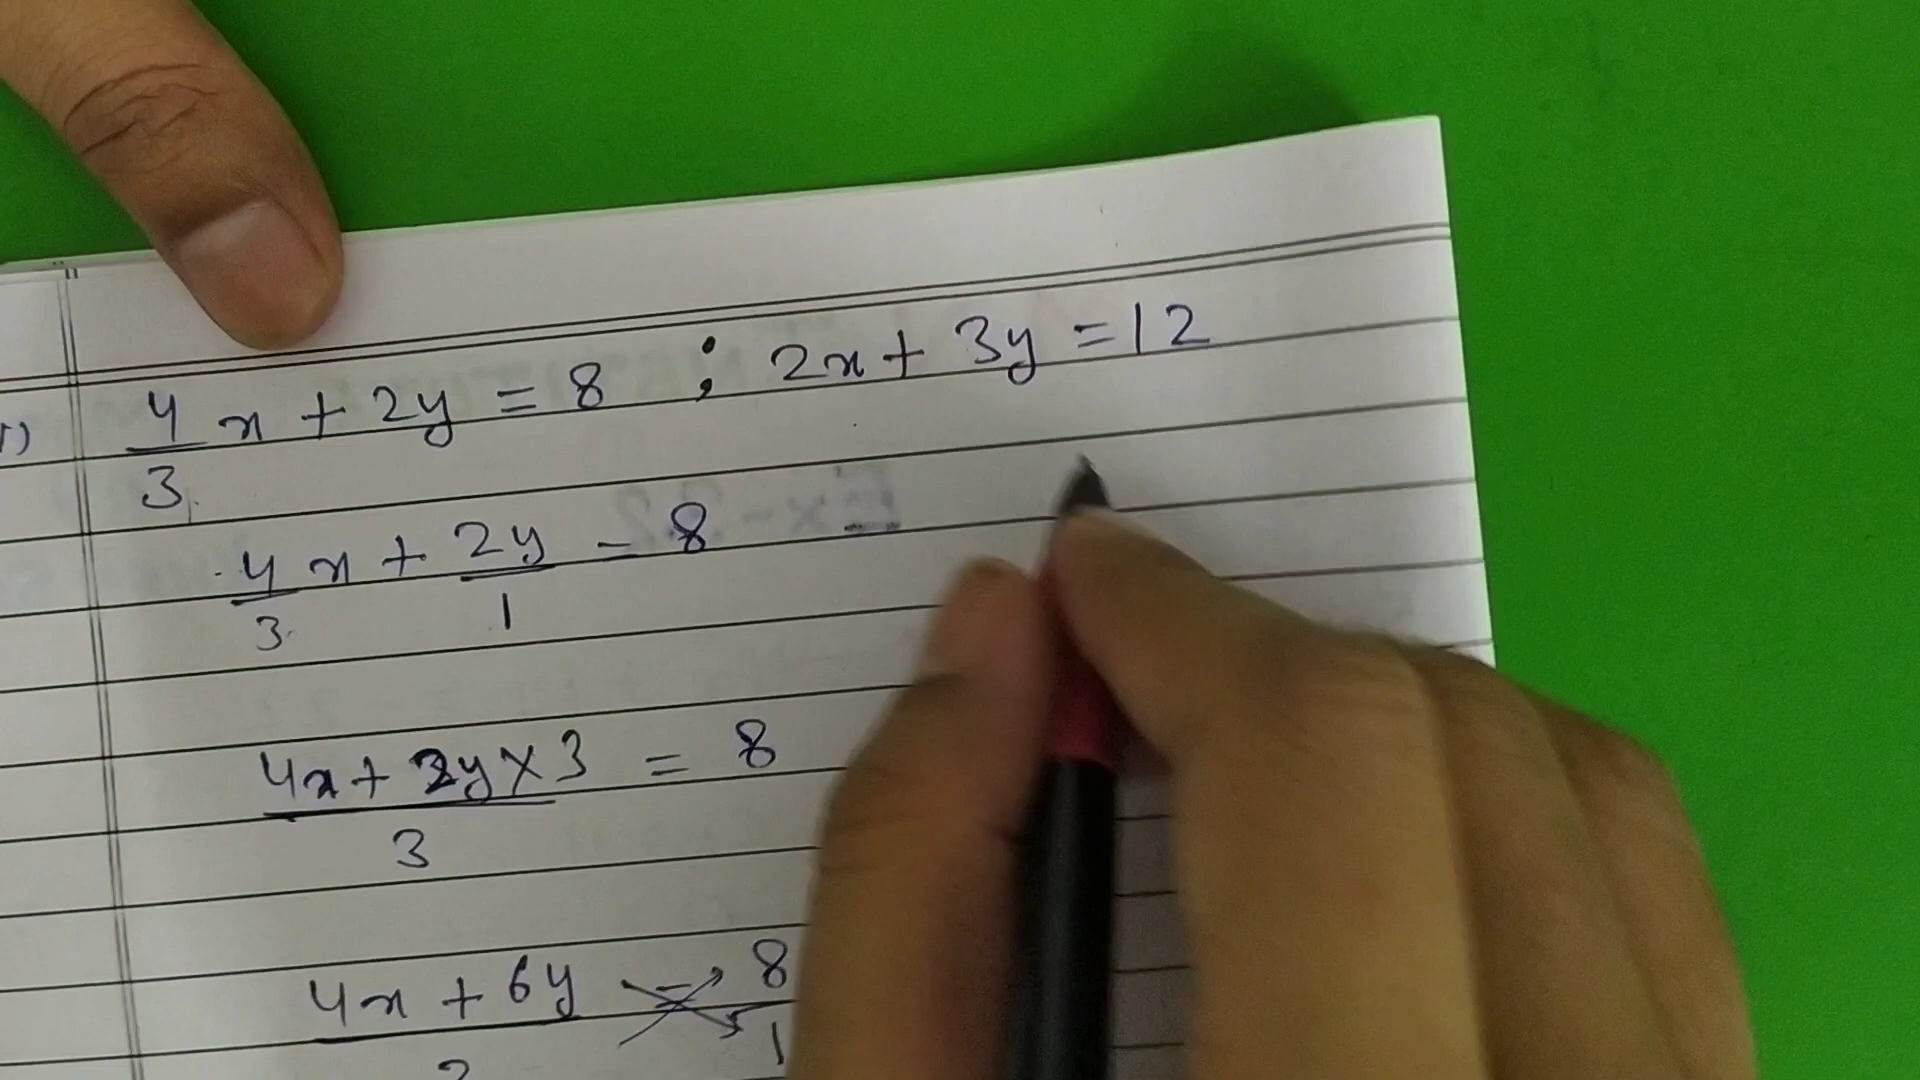 4/3 x + 2y = 8 ; 2x + 3y = 12
4/3 x + 2y/1 = 8
(4x + 2y × 3)/3 = 8
(4x + 6y)/3 = 8/1